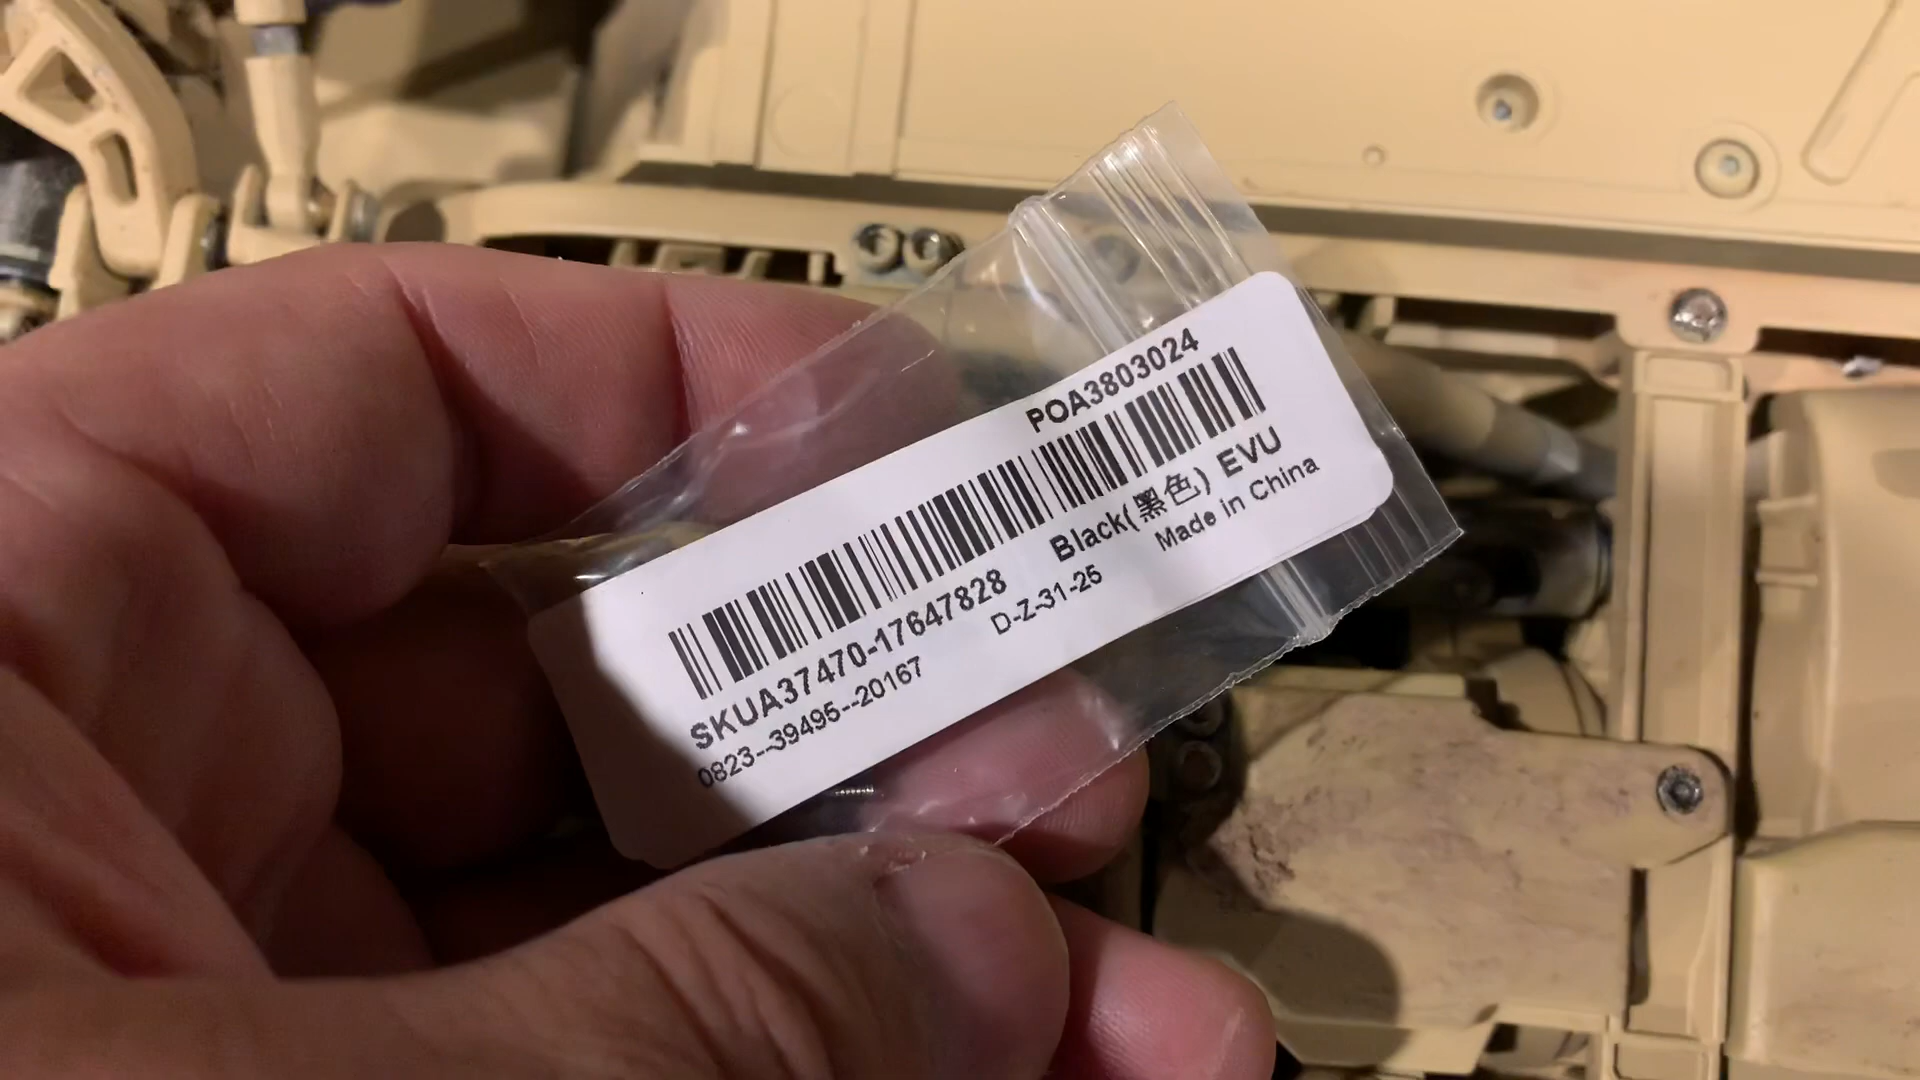 POA3803024
SKUA37470-17647828 Black(黑色) EVU
0823--39495--20167 D-Z-31-25 Made in China